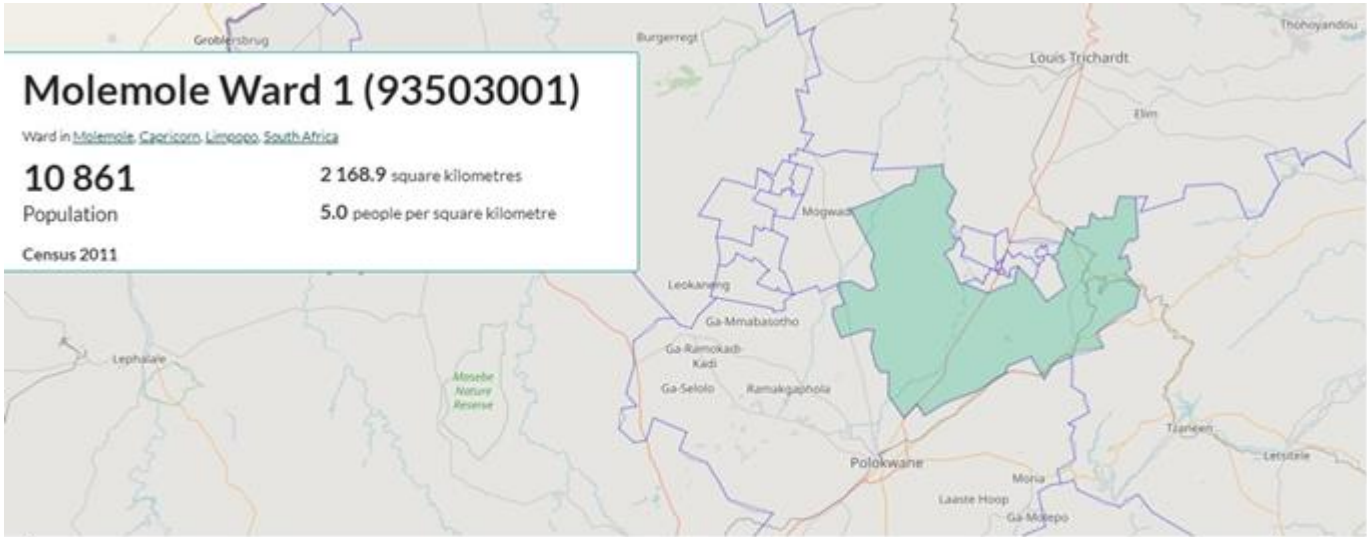 Groblersbrug
Burgerregt
Thohoyandou
Louis Trichardt
Molemole Ward 1 (93503001)
Elim
Ward in Molemole, Capricorn, Limpopo, South Africa
10 861
2 168.9 square kilometres
Population
5.0 people per square kilometre
Mogwadi
Census 2011
Leokaneng
Ga-Mmabasotho
Ga-Ramokadi-
Kadi
Lephalale
Masebe
Nature
Reserve
Ga-Selolo
Ramakgaphola
Tzaneen
Letsitele
Polokwane
Moria
Laaste Hoop
Ga-Molepo